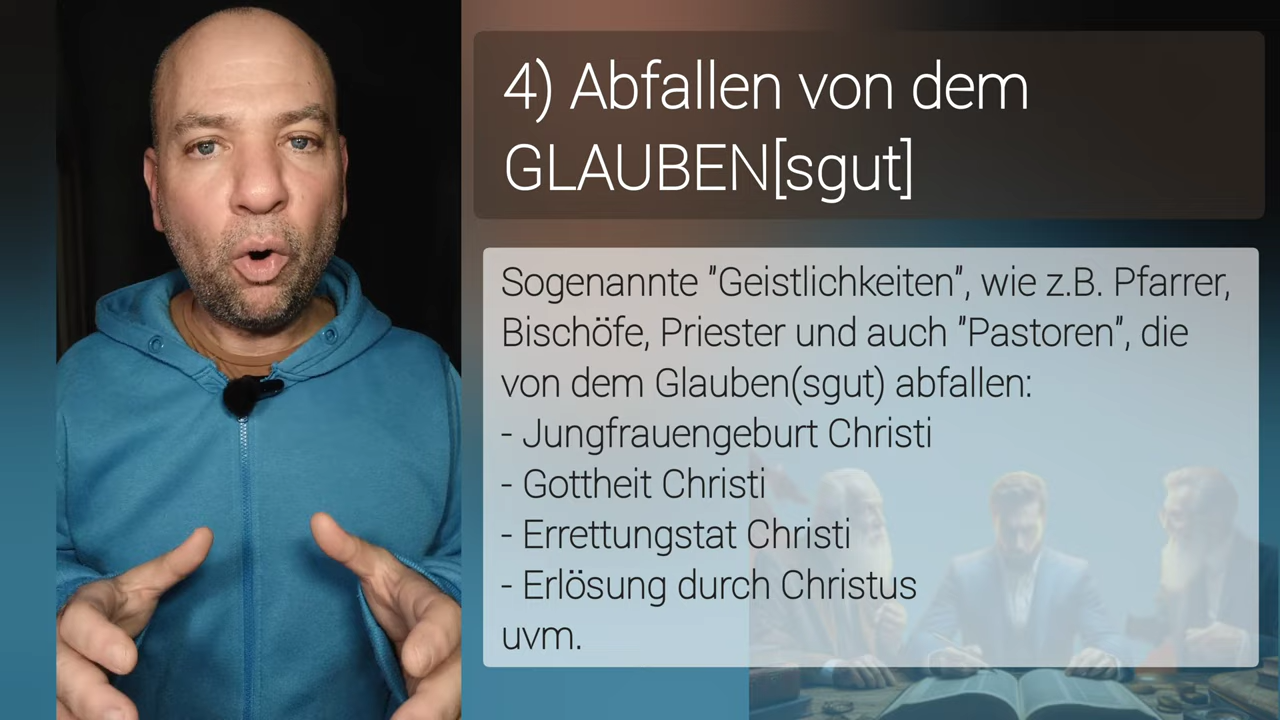 4) Abfallen von dem
GLAUBEN[sgut]
Sogenannte "Geistlichkeiten", wie z.B. Pfarrer,
Bischöfe, Priester und auch "Pastoren", die
von dem Glauben(sgut) abfallen:
- Jungfrauengeburt Christi
- Gottheit Christi
- Errettungstat Christi
- Erlösung durch Christus
uvm.